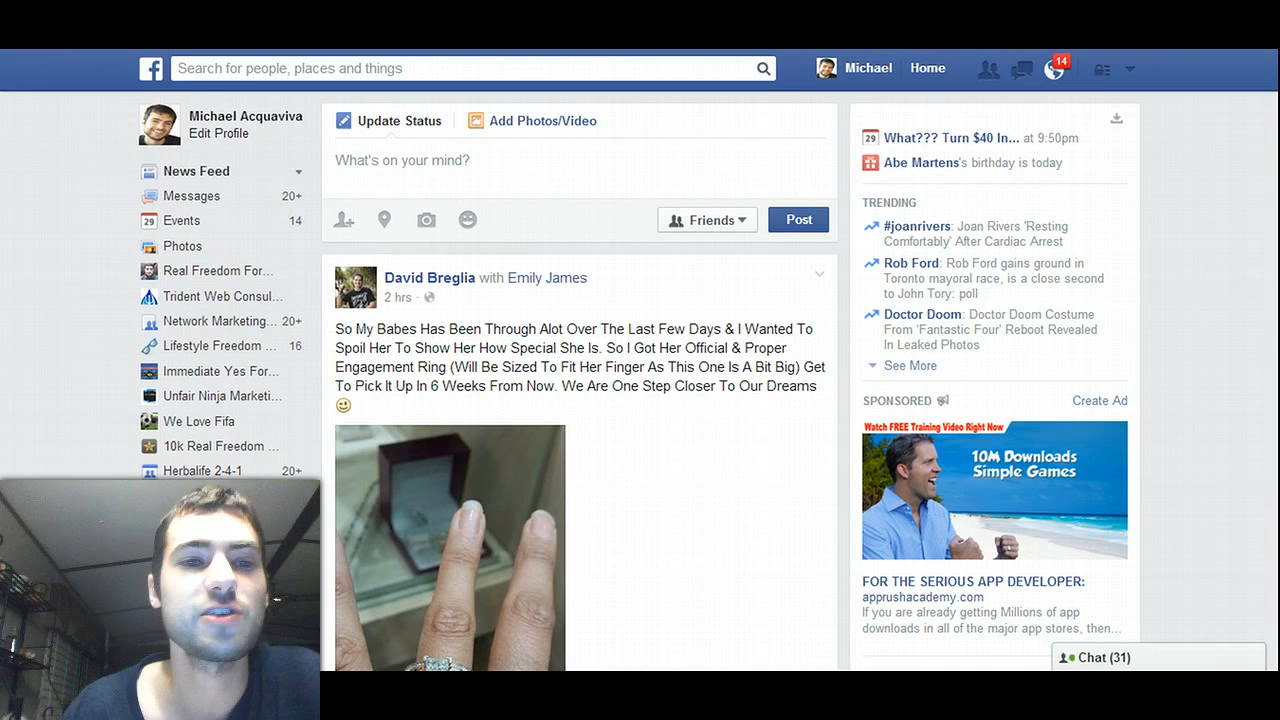 Search for people, places and things
Michael
Home
14
Michael Acquaviva
Edit Profile
News Feed
Messages 20+
29 Events 14
Photos
Real Freedom For...
Trident Web Consul...
Network Marketing... 20+
Lifestyle Freedom ... 16
Immediate Yes For...
Unfair Ninja Marketi...
We Love Fifa
10k Real Freedom ...
Herbalife 2-4-1 20+
Update Status
Add Photos/Video
What's on your mind?
Friends
Post
David Breglia with Emily James
2 hrs ·
So My Babes Has Been Through Alot Over The Last Few Days & I Wanted To
Spoil Her To Show Her How Special She Is. So I Got Her Official & Proper
Engagement Ring (Will Be Sized To Fit Her Finger As This One Is A Bit Big) Get
To Pick It Up In 6 Weeks From Now. We Are One Step Closer To Our Dreams
29 What??? Turn $40 In... at 9:50pm
Abe Martens's birthday is today
TRENDING
#joanrivers: Joan Rivers 'Resting
Comfortably' After Cardiac Arrest
Rob Ford: Rob Ford gains ground in
Toronto mayoral race, is a close second
to John Tory: poll
Doctor Doom: Doctor Doom Costume
From 'Fantastic Four' Reboot Revealed
In Leaked Photos
See More
SPONSORED
Create Ad
Watch FREE Training Video Right Now
10M Downloads
Simple Games
FOR THE SERIOUS APP DEVELOPER:
apprushacademy.com
If you are already getting Millions of app
downloads in all of the major app stores, then...
Chat (31)